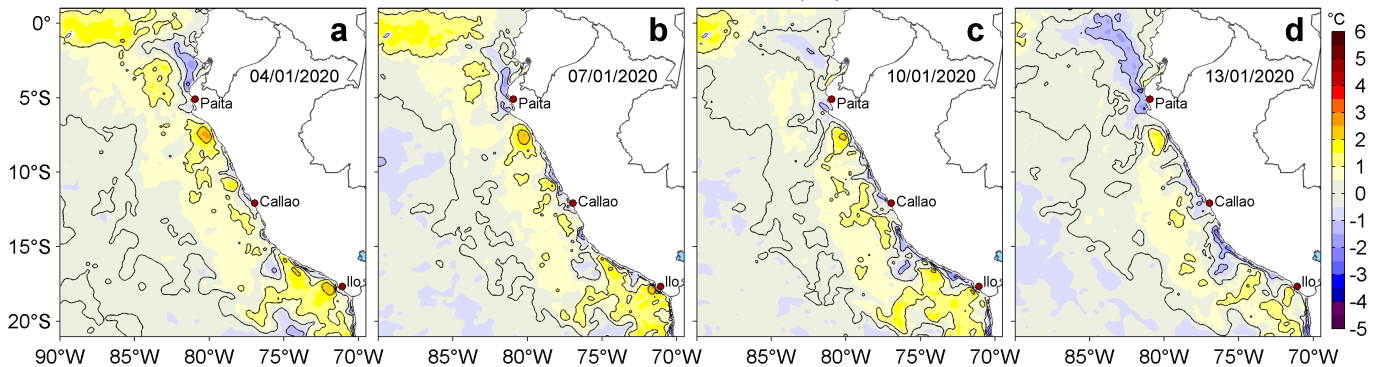 a
b
c
d
°C
04/01/2020
07/01/2020
10/01/2020
13/01/2020
0°
5°S
10°S
15°S
20°S
Paita
Paita
Paita
Paita
Callao
Callao
Callao
Callao
Ilo
Ilo
Ilo
Ilo
90°W 85°W 80°W 75°W 70°W
85°W 80°W 75°W 70°W
85°W 80°W 75°W 70°W
85°W 80°W 75°W 70°W
6
5
4
3
2
1
0
-1
-2
-3
-4
-5